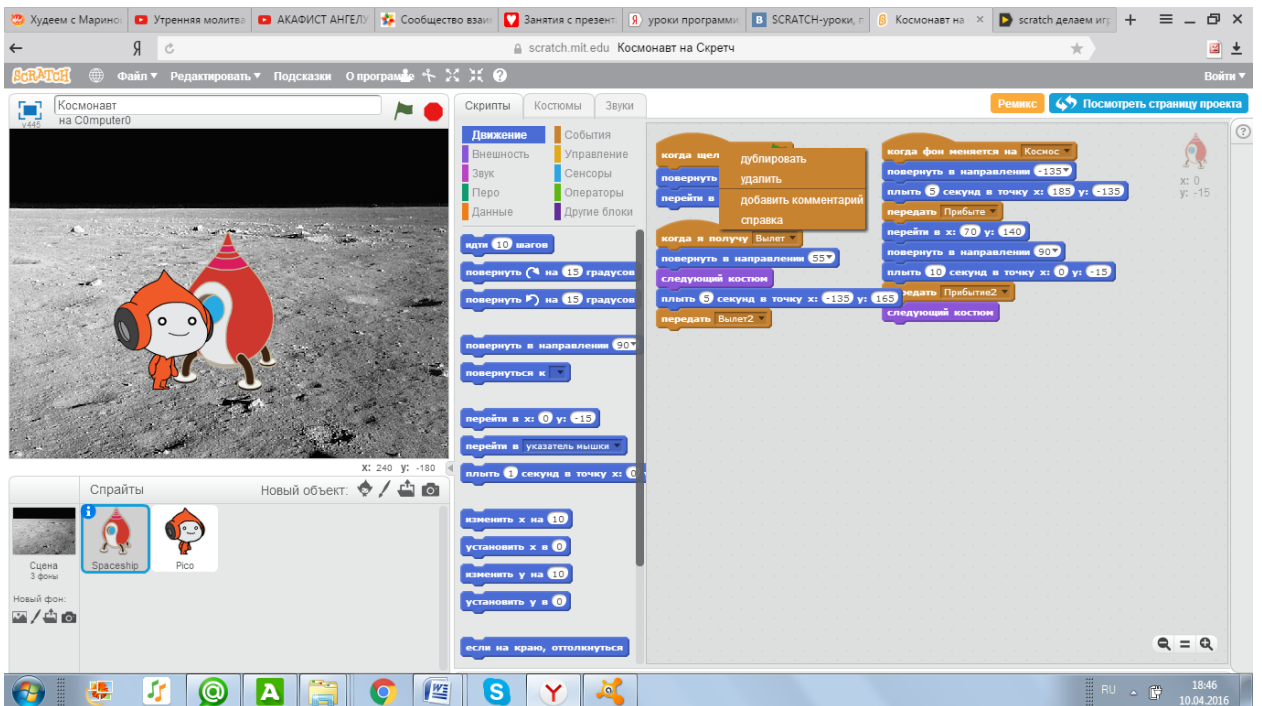 Худеем с Марино
Утренняя молитва
АКАФИСТ АНГЕЛУ
Сообщество взаим
Занятия с презент.
уроки программи
SCRATCH-уроки, п
Космонавт на
scratch делаем игр
scratch.mit.edu Космонавт на Скретч
SCRATCH Файл Редактировать Подсказки О програм е Войти
v445
Космонавт
на C0mputer0
Скрипты Костюмы Звуки
Ремикс Посмотреть страницу проекта
Движение
Внешность
Звук
Перо
Данные
События
Управление
Сенсоры
Операторы
Другие блоки
идти 10 шагов
повернуть на 15 градусов
повернуть на 15 градусов
повернуть в направлении 90
повернуться к
перейти в x: 0 y: -15
перейти в указатель мышки
плыть 1 секунд в точку x: 0
изменить x на 10
установить x в 0
изменить y на 10
установить y в 0
если на краю, оттолкнуться
когда щел
повернуть
перейти в
дублировать
удалить
добавить комментарий
справка
когда я получу Вылет
повернуть в направлении 55
следующий костюм
плыть 5 секунд в точку x: -135 y: 165
передать Вылет2
когда фон меняется на Космос
повернуть в направлении -135
плыть 5 секунд в точку x: 185 y: -135
передать Прибыте
перейти в x: 70 y: 140
повернуть в направлении 90
плыть 10 секунд в точку x: 0 y: -15
редать Прибытие2
следующий костюм
x: 0
y: -15
X: 240 y: -180
Спрайты Новый объект:
Сцена
3 фоны
Новый фон:
Spaceship
Pico
RU
18:46
10.04.2016